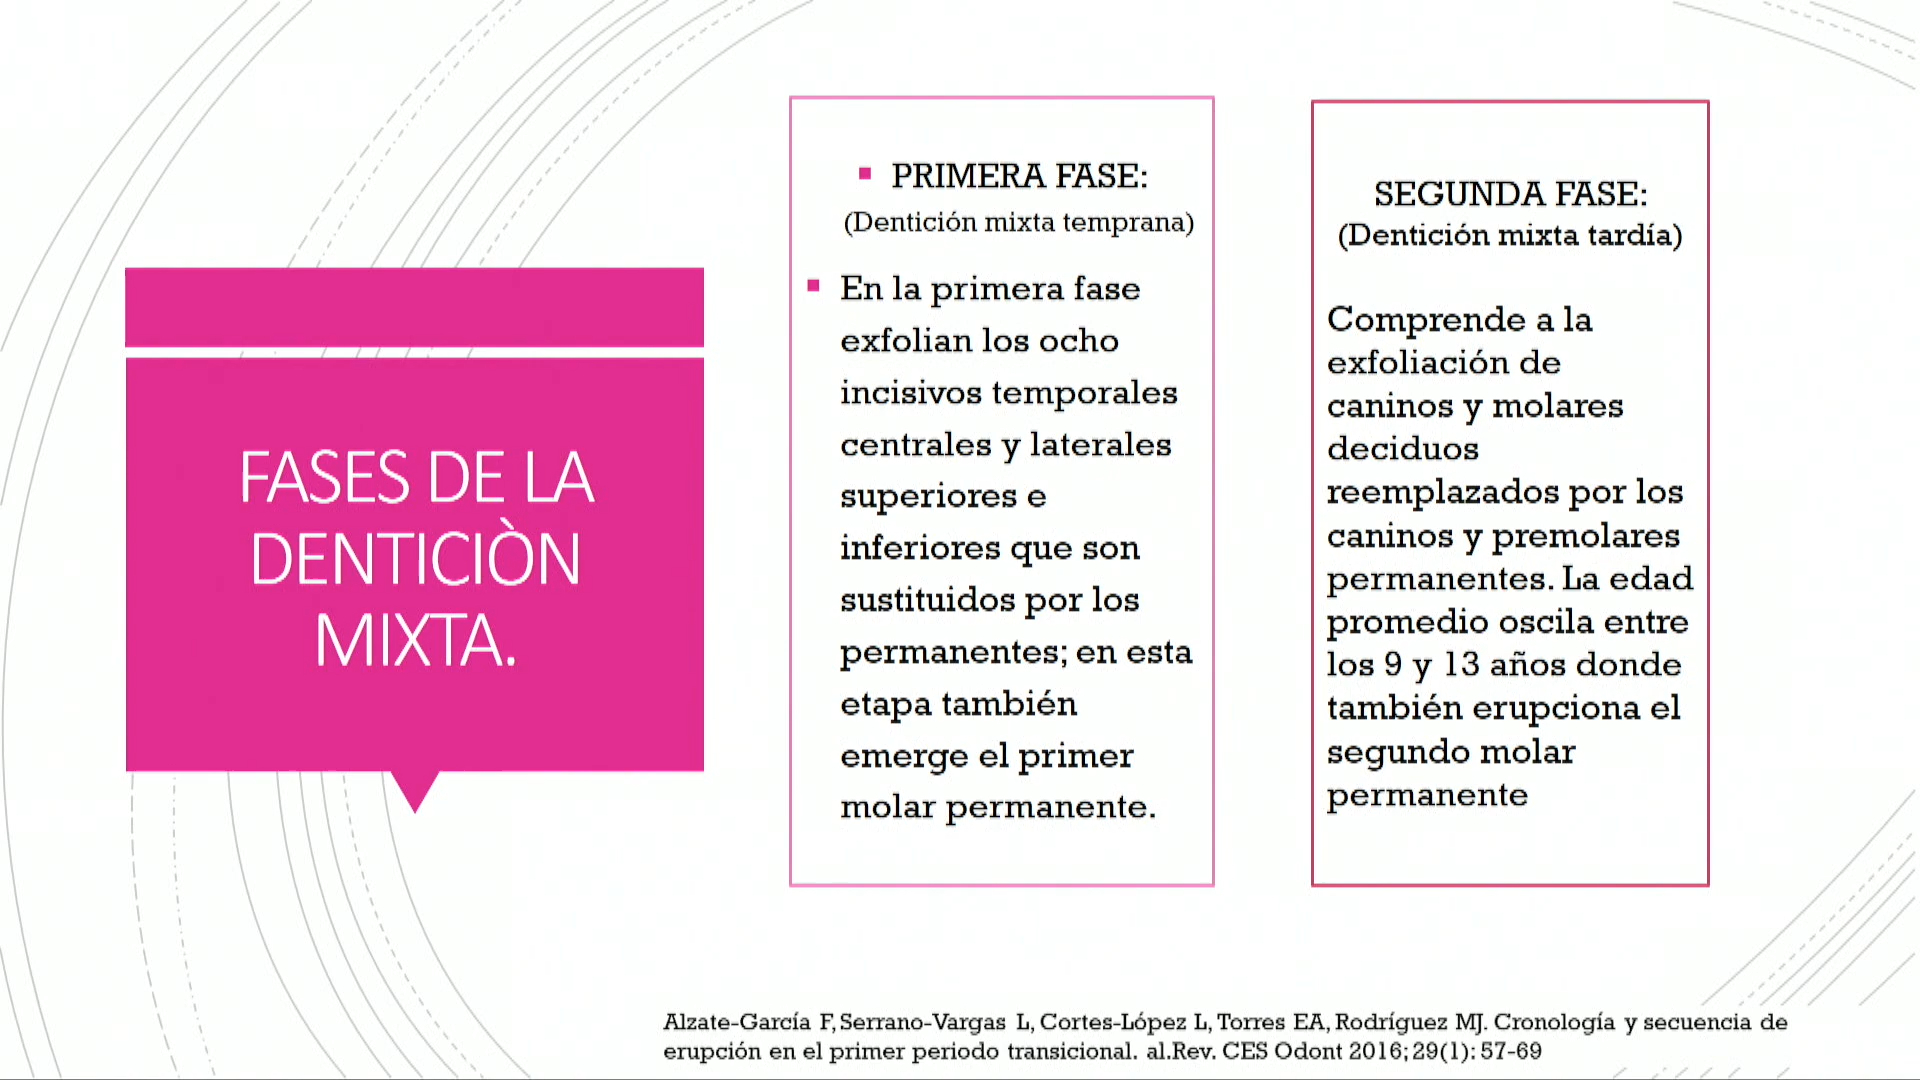 FASES DE LA
DENTICIÒN
MIXTA.
PRIMERA FASE:
(Dentición mixta temprana)
En la primera fase
exfolian los ocho
incisivos temporales
centrales y laterales
superiores e
inferiores que son
sustituidos por los
permanentes; en esta
etapa también
emerge el primer
molar permanente.
SEGUNDA FASE:
(Dentición mixta tardía)
Comprende a la
exfoliación de
caninos y molares
deciduos
reemplazados por los
caninos y premolares
permanentes. La edad
promedio oscila entre
los 9 y 13 años donde
también erupciona el
segundo molar
permanente
Alzate-García F, Serrano-Vargas L, Cortes-López L, Torres EA, Rodríguez MJ. Cronología y secuencia de
erupción en el primer periodo transicional. al.Rev. CES Odont 2016; 29(1): 57-69